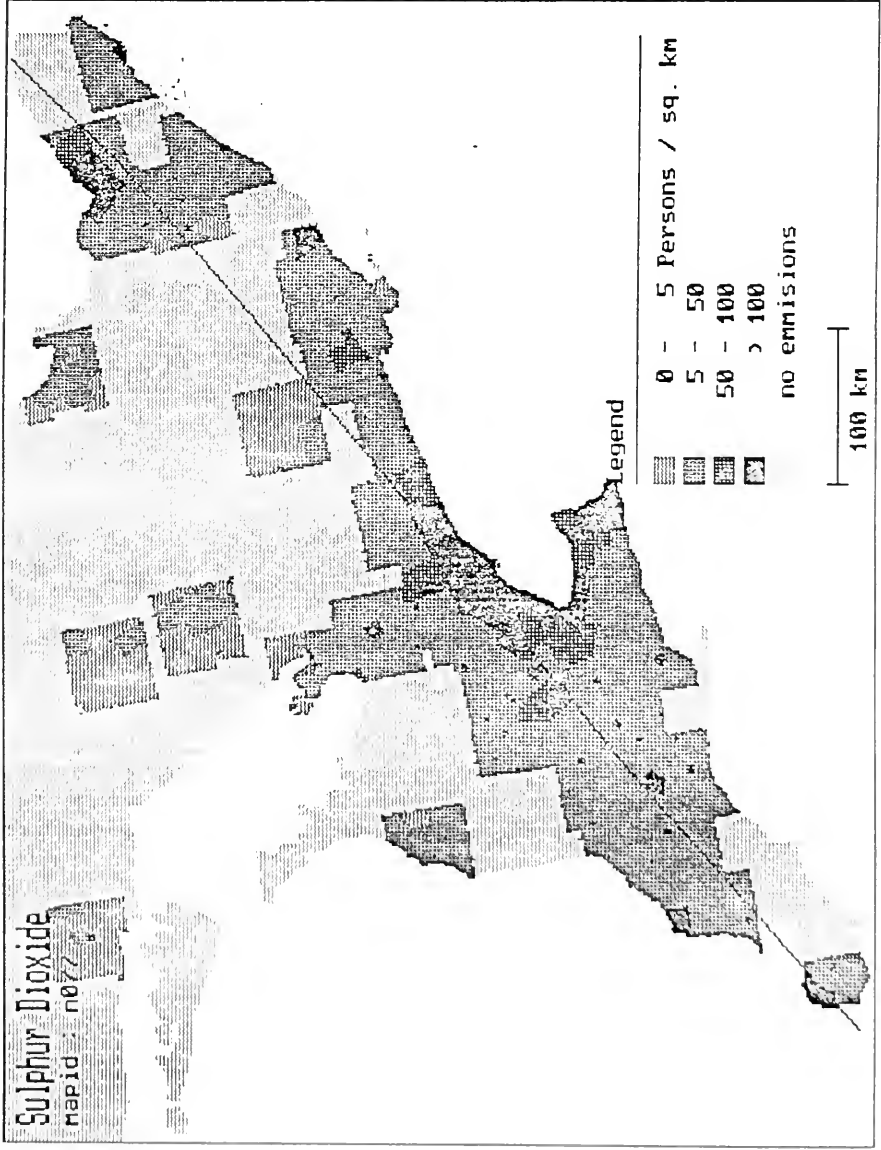 Sulphur Dioxide
mapid : n077
Legend
0 - 5 Persons / sq. km
5 - 50
50 - 100
> 100
no emmisions
100 km